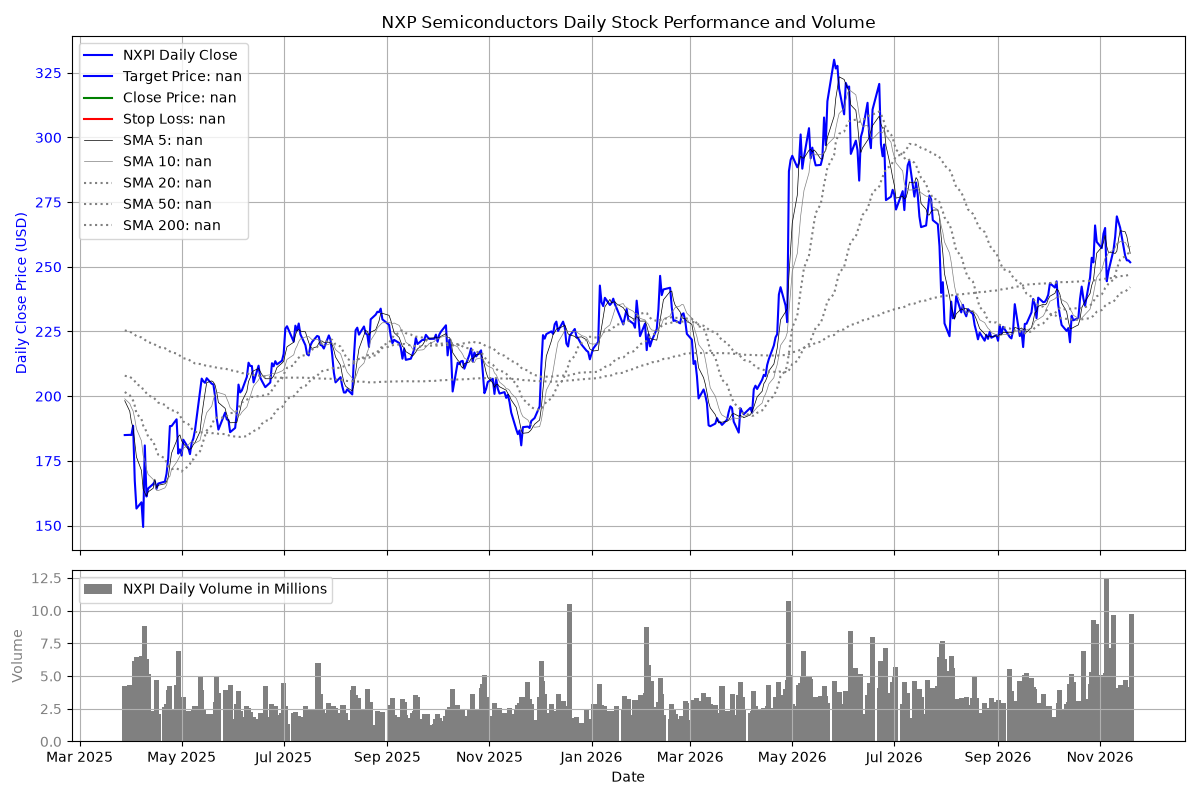 NXP Semiconductors Daily Stock Performance and Volume
NXPI Daily Close
Target Price: nan
Close Price: nan
Stop Loss: nan
SMA 5: nan
SMA 10: nan
SMA 20: nan
SMA 50: nan
SMA 200: nan
Daily Close Price (USD)
325
300
275
250
225
200
175
150
NXPI Daily Volume in Millions
Volume
12.5
10.0
7.5
5.0
2.5
0.0
Mar 2025 May 2025 Jul 2025 Sep 2025 Nov 2025 Jan 2026 Mar 2026 May 2026 Jul 2026 Sep 2026 Nov 2026
Date